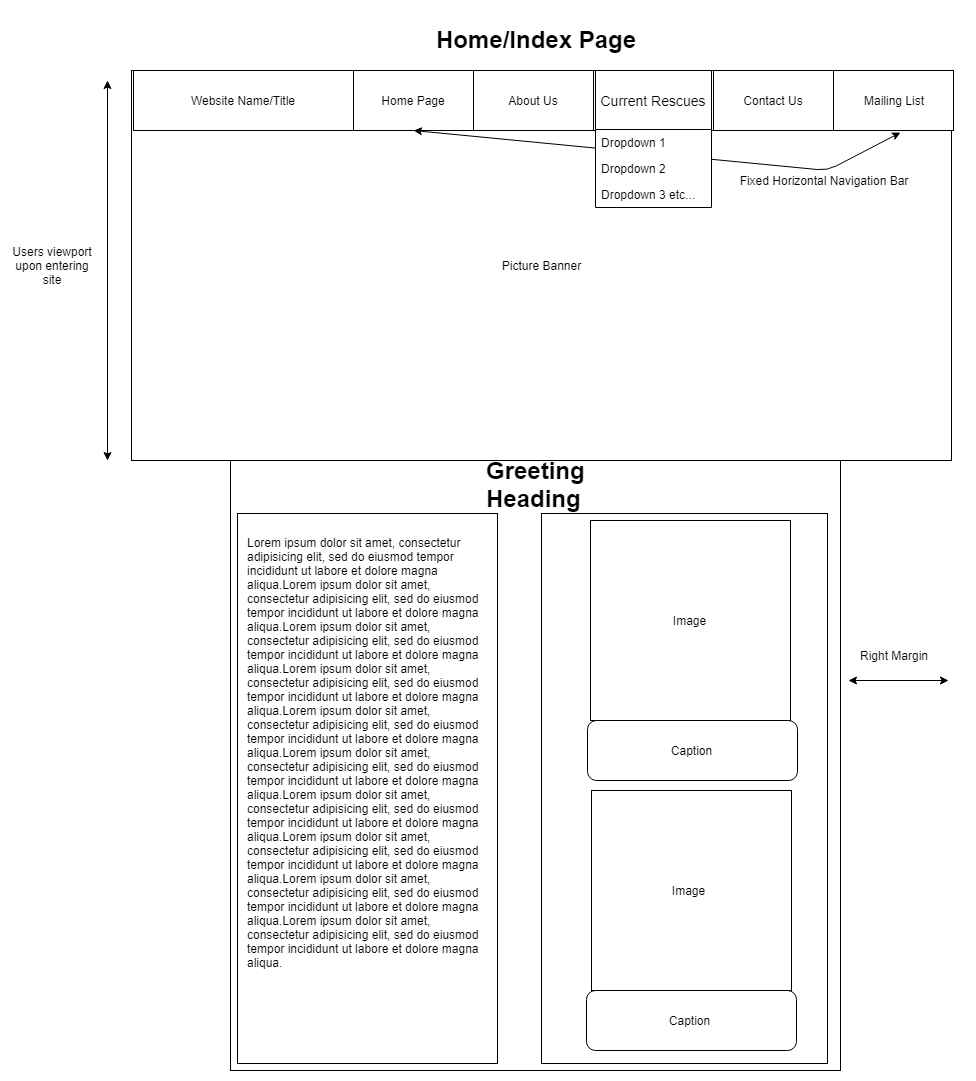 Home/Index Page
Website Name/Title
Home Page
About Us
Current Rescues
Contact Us
Mailing List
Dropdown 1
Dropdown 2
Dropdown 3 etc...
Fixed Horizontal Navigation Bar
Users viewport
upon entering
site
Picture Banner
Greeting
Heading
Lorem ipsum dolor sit amet, consectetur
adipisicing elit, sed do eiusmod tempor
incididunt ut labore et dolore magna
aliqua.Lorem ipsum dolor sit amet,
consectetur adipisicing elit, sed do eiusmod
tempor incididunt ut labore et dolore magna
aliqua.Lorem ipsum dolor sit amet,
consectetur adipisicing elit, sed do eiusmod
tempor incididunt ut labore et dolore magna
aliqua.Lorem ipsum dolor sit amet,
consectetur adipisicing elit, sed do eiusmod
tempor incididunt ut labore et dolore magna
aliqua.Lorem ipsum dolor sit amet,
consectetur adipisicing elit, sed do eiusmod
tempor incididunt ut labore et dolore magna
aliqua.Lorem ipsum dolor sit amet,
consectetur adipisicing elit, sed do eiusmod
tempor incididunt ut labore et dolore magna
aliqua.Lorem ipsum dolor sit amet,
consectetur adipisicing elit, sed do eiusmod
tempor incididunt ut labore et dolore magna
aliqua.Lorem ipsum dolor sit amet,
consectetur adipisicing elit, sed do eiusmod
tempor incididunt ut labore et dolore magna
aliqua.Lorem ipsum dolor sit amet,
consectetur adipisicing elit, sed do eiusmod
tempor incididunt ut labore et dolore magna
aliqua.Lorem ipsum dolor sit amet,
consectetur adipisicing elit, sed do eiusmod
tempor incididunt ut labore et dolore magna
aliqua.
Image
Caption
Image
Caption
Right Margin